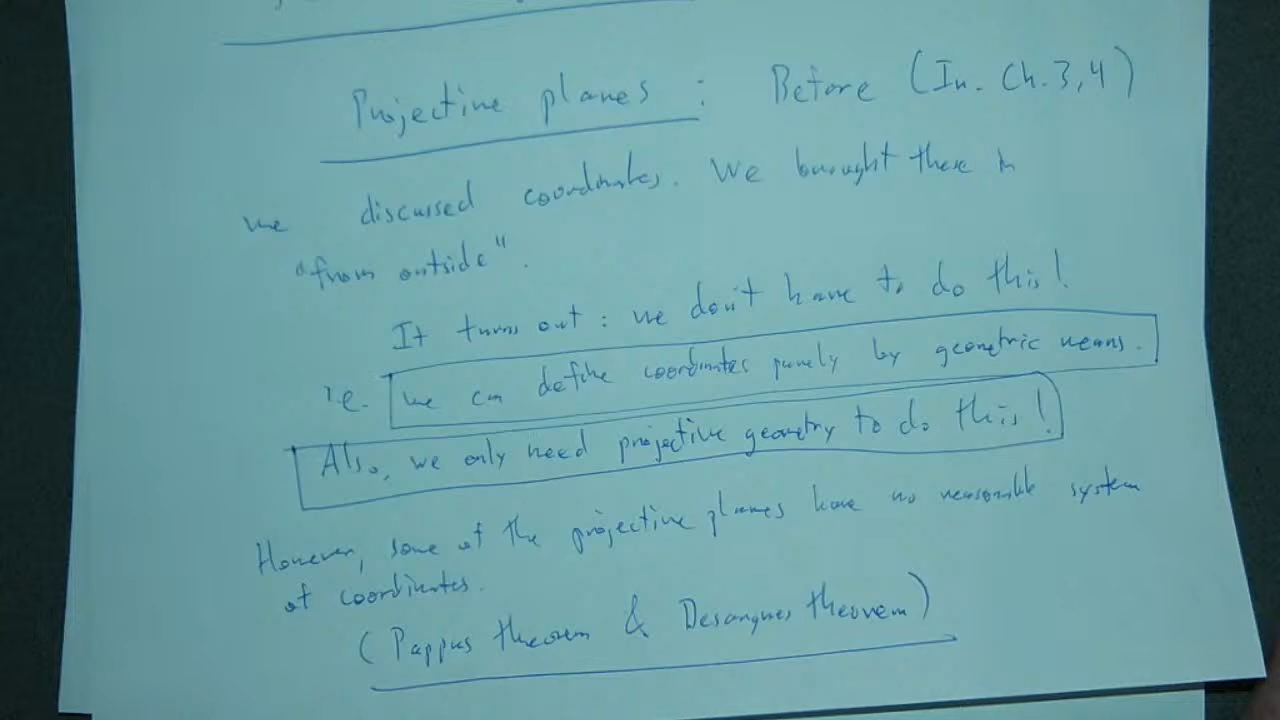 Projective planes : Before (In. Ch. 3, 4)
we discussed coordinates. We brought these in
"from outside".
It turns out : we don't have to do this!
i.e. we can define coordinates purely by geometric means.
Also, we only need projective geometry to do this!
However, some of the projective planes have no reasonable system
of coordinates.
(Pappus theorem & Desargues theorem)